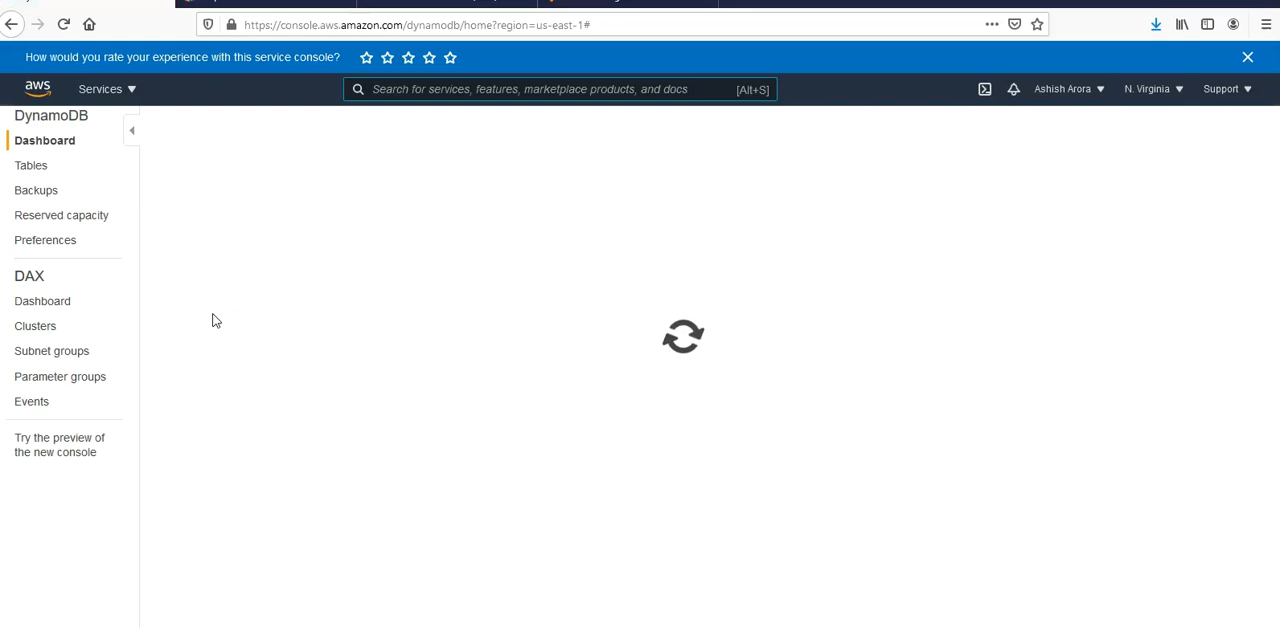 https://console.aws.amazon.com/dynamodb/home?region=us-east-1#
How would you rate your experience with this service console?
aws
Services
Search for services, features, marketplace products, and docs [Alt+S]
Ashish Arora
N. Virginia
Support
DynamoDB
Dashboard
Tables
Backups
Reserved capacity
Preferences
DAX
Dashboard
Clusters
Subnet groups
Parameter groups
Events
Try the preview of
the new console